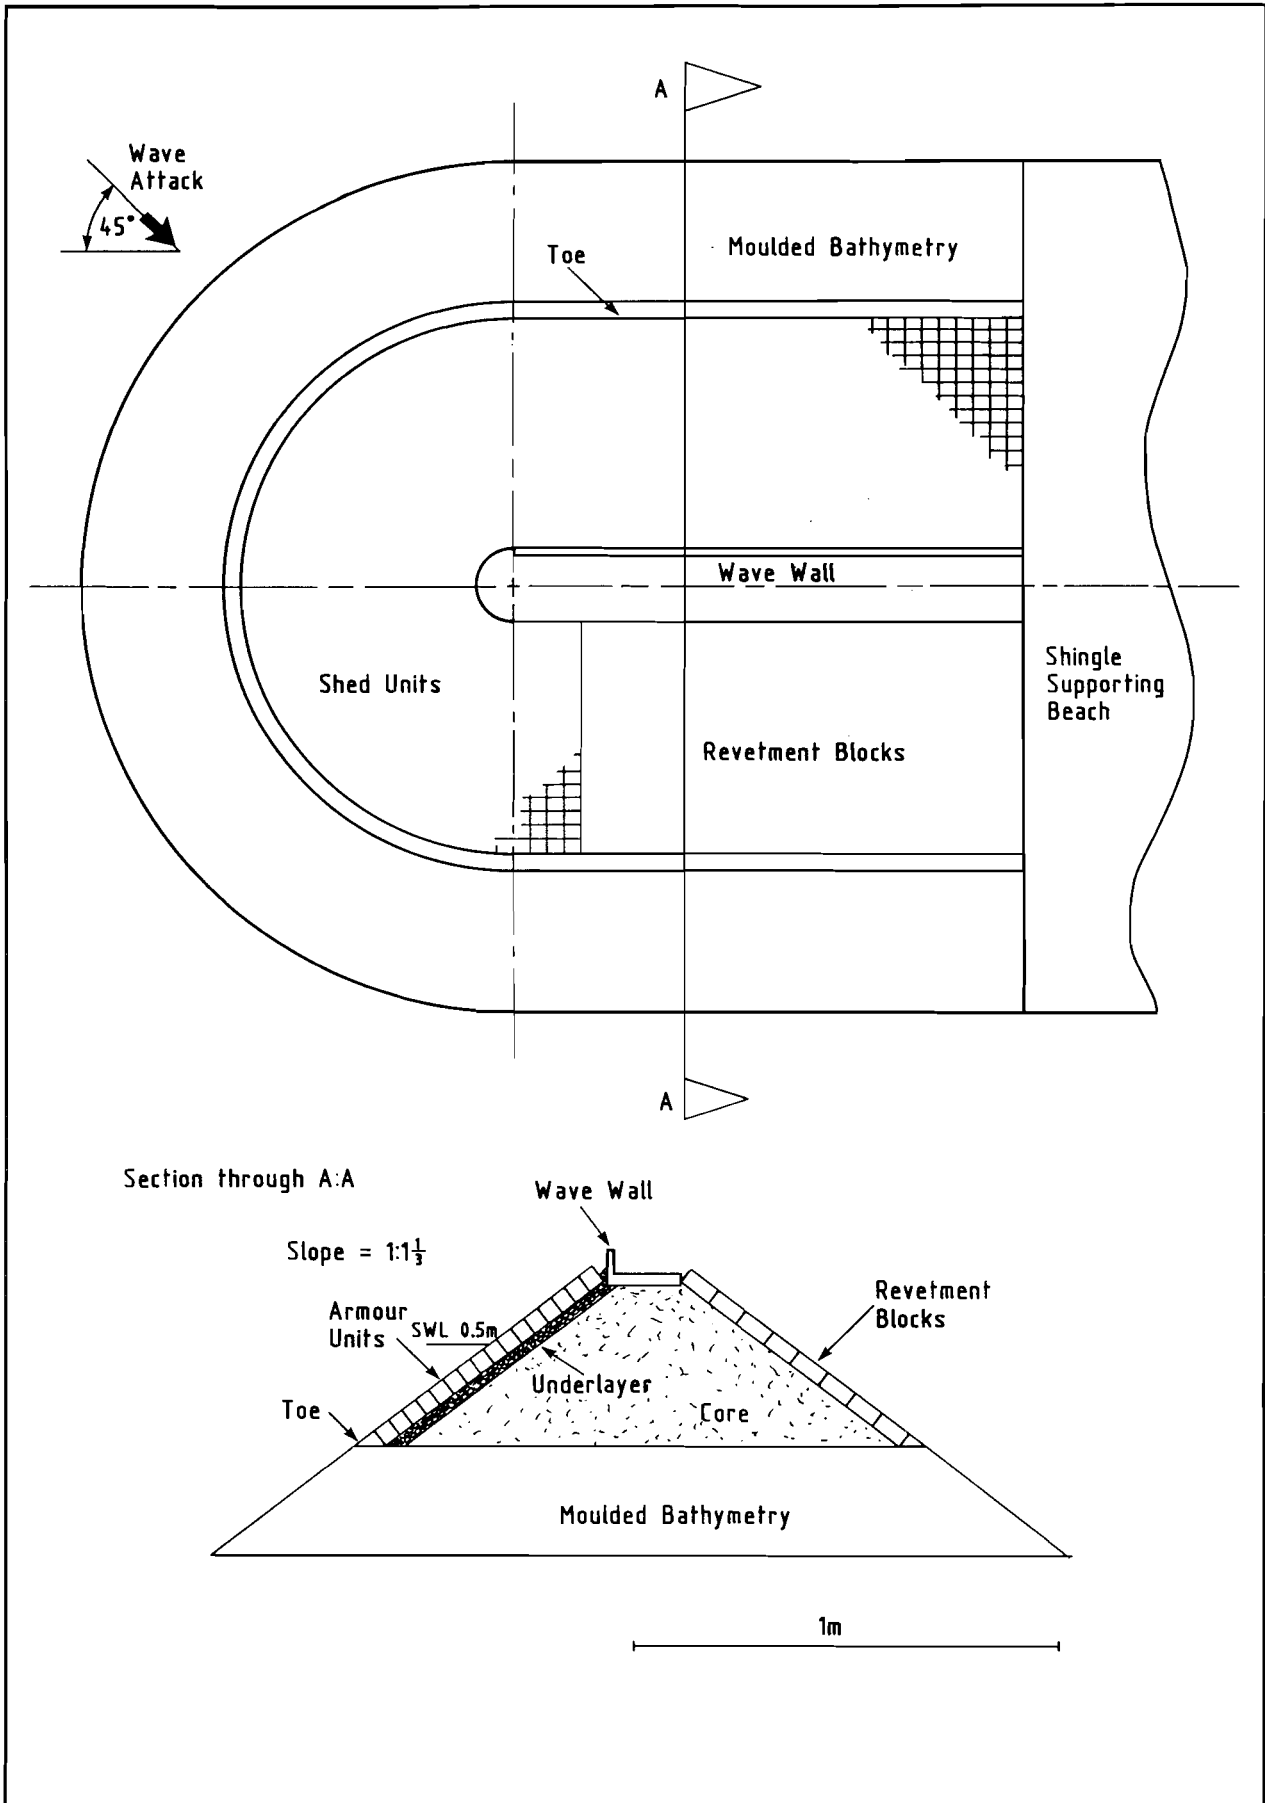 A
Wave
Attack
45°
Toe
Moulded Bathymetry
Wave Wall
Shed Units
Shingle
Supporting
Beach
Revetment Blocks
A
Section through A:A
Wave Wall
Slope = 1:1⅓
Armour
Units
SWL 0.5m
Revetment
Blocks
Underlayer
Toe
Core
Moulded Bathymetry
1m